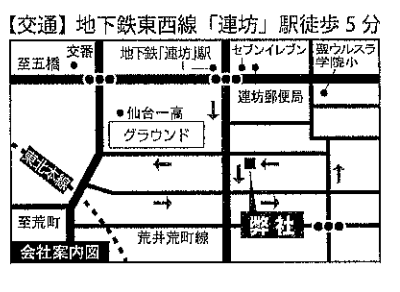 【交通】地下鉄東西線「連坊」駅徒歩5分
至五橋
交番
地下鉄「連坊」駅
セブンイレブン
聖ウルスラ
学院小
連坊郵便局
仙台一高
グラウンド
東北本線
至荒町
荒井荒町線
弊社
会社案内図